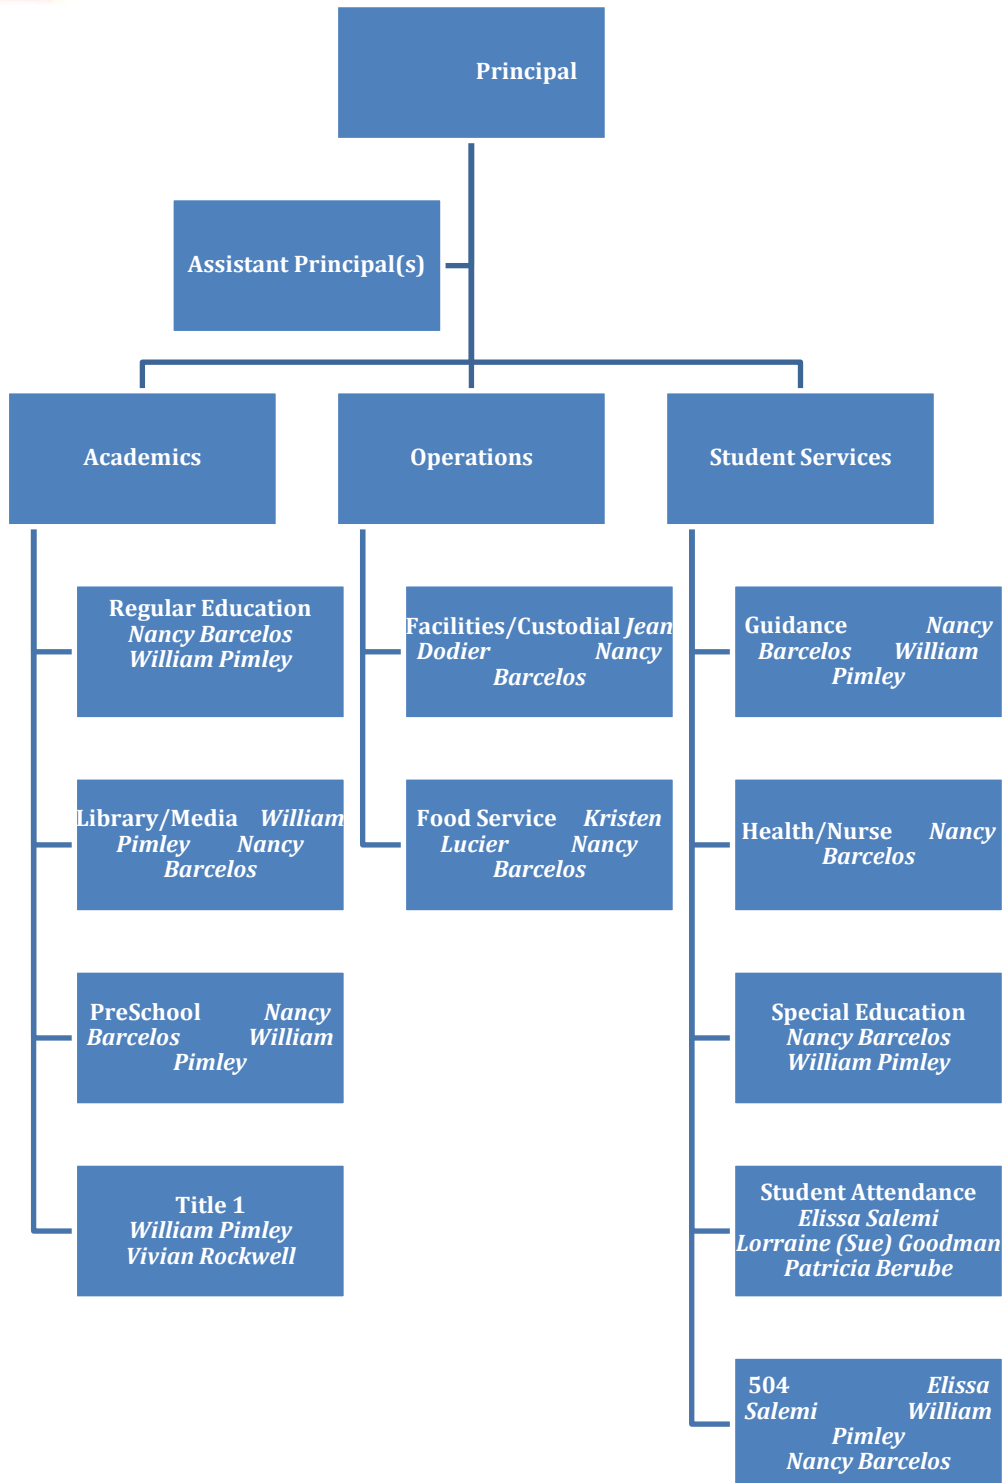 Principal
Assistant Principal(s)
Academics
Operations
Student Services
Regular Education
Nancy Barcelos
William Pimley
Library/Media William
Pimley Nancy
Barcelos
PreSchool Nancy
Barcelos William
Pimley
Title 1
William Pimley
Vivian Rockwell
Facilities/Custodial Jean
Dodier Nancy
Barcelos
Food Service Kristen
Lucier Nancy
Barcelos
Guidance Nancy
Barcelos William
Pimley
Health/Nurse Nancy
Barcelos
Special Education
Nancy Barcelos
William Pimley
Student Attendance
Elissa Salemi
Lorraine (Sue) Goodman
Patricia Berube
504 Elissa
Salemi William
Pimley
Nancy Barcelos